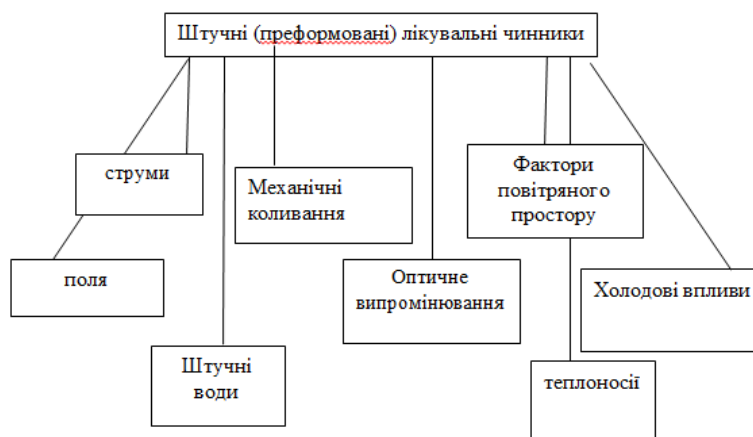 Штучні (преформовані) лікувальні чинники
струми
Механічні
коливання
Фактори
повітряного
простору
поля
Оптичне
випромінювання
Холодові впливи
Штучні
води
теплоносії